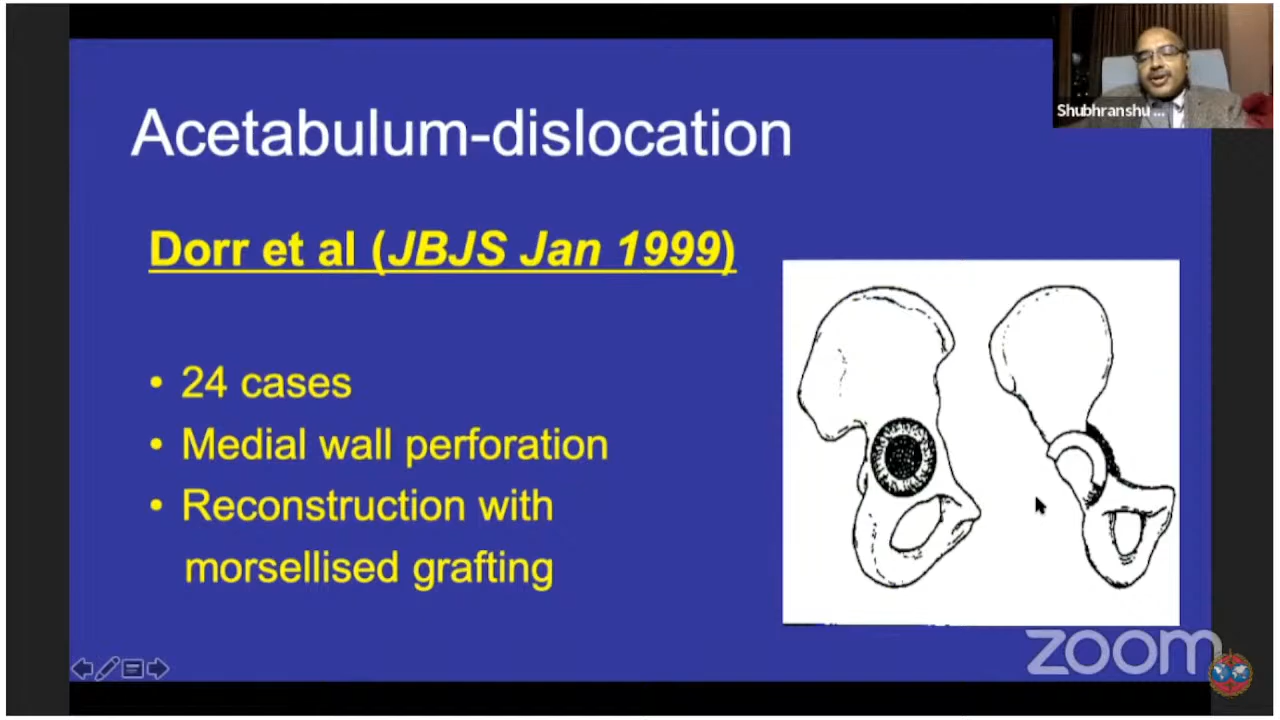 Shubhranshu ...
Acetabulum-dislocation
Dorr et al (JBJS Jan 1999)
• 24 cases
• Medial wall perforation
• Reconstruction with
morsellised grafting
zoom